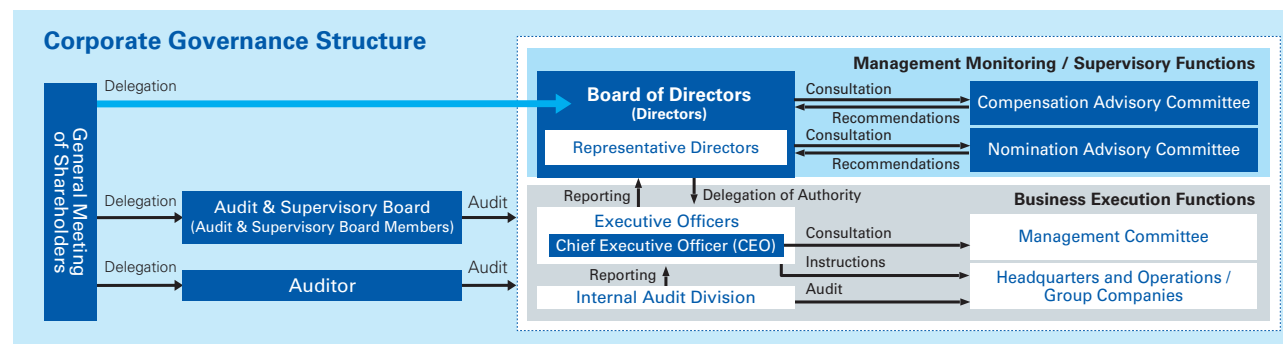 Corporate Governance Structure
General Meeting
of Shareholders
Delegation
Delegation
Audit & Supervisory Board
(Audit & Supervisory Board Members)
Audit
Delegation
Auditor
Audit
Management Monitoring / Supervisory Functions
Board of Directors
(Directors)
Representative Directors
Consultation
Recommendations
Compensation Advisory Committee
Consultation
Recommendations
Nomination Advisory Committee
Reporting
Delegation of Authority
Business Execution Functions
Executive Officers
Chief Executive Officer (CEO)
Consultation
Management Committee
Instructions
Headquarters and Operations /
Group Companies
Reporting
Internal Audit Division
Audit